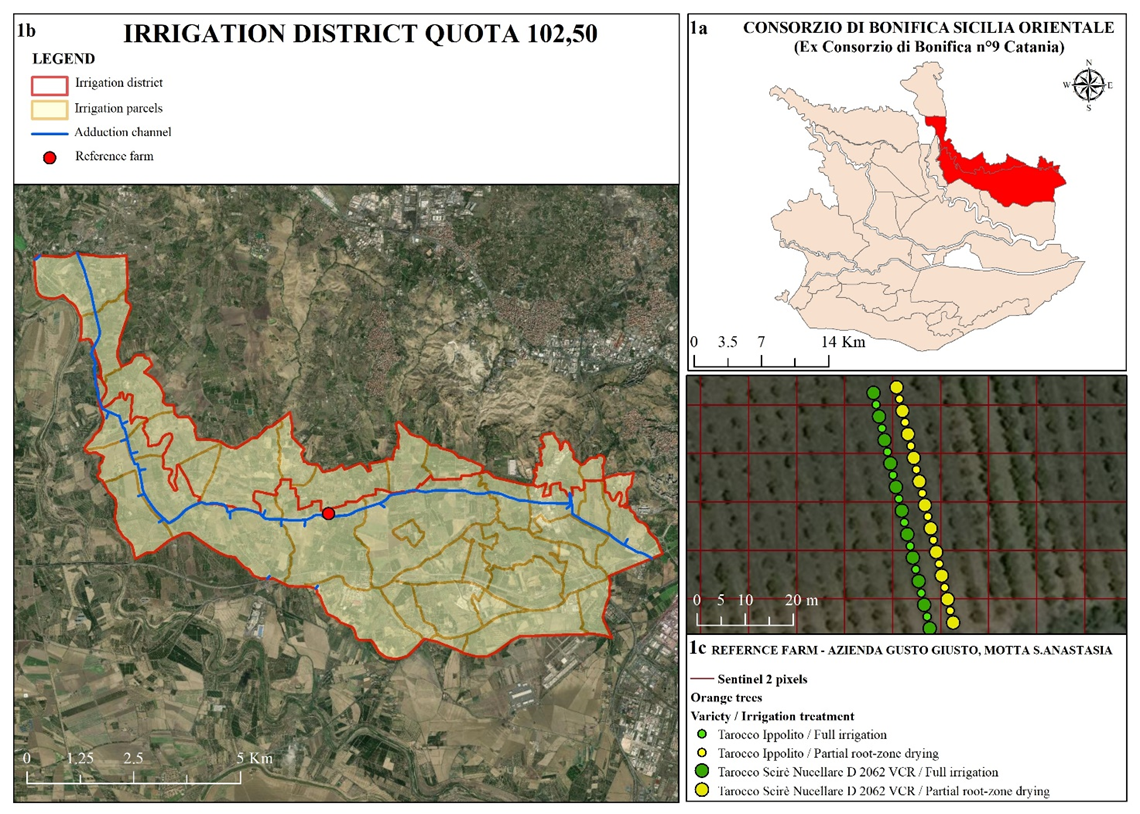 1b
IRRIGATION DISTRICT QUOTA 102,50
LEGEND
Irrigation district
Irrigation parcels
Adduction channel
Reference farm
0 1.25 2.5 5 Km
1a
CONSORZIO DI BONIFICA SICILIA ORIENTALE
(Ex Consorzio di Bonifica n°9 Catania)
N
W E
S
0 3.5 7 14 Km
0 5 10 20 m
1c REFERNCE FARM - AZIENDA GUSTO GIUSTO, MOTTA S.ANASTASIA
Sentinel 2 pixels
Orange trees
Variety / Irrigation treatment
Tarocco Ippolito / Full irrigation
Tarocco Ippolito / Partial root-zone drying
Tarocco Scirè Nucellare D 2062 VCR / Full irrigation
Tarocco Scirè Nucellare D 2062 VCR / Partial root-zone drying